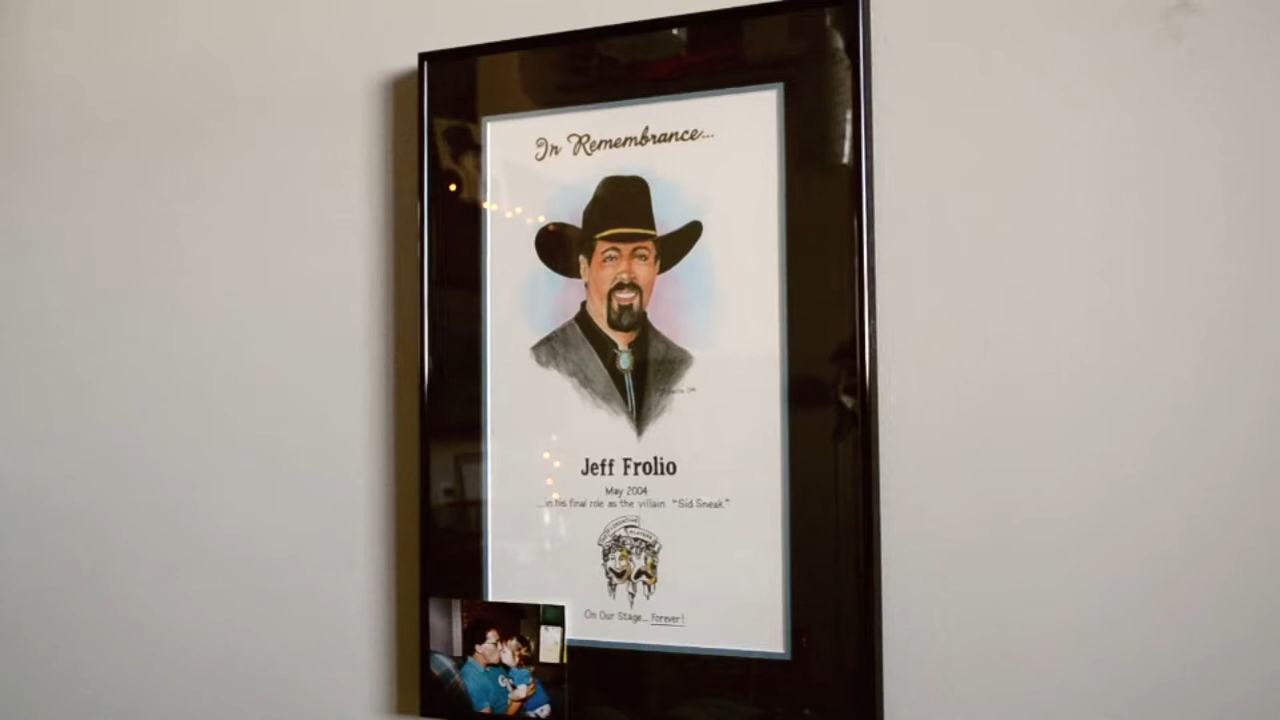 In Remembrance...
Jeff Frolio
May 2004
...in his final role as the villain "Sid Sneak"
PLAYERS
On Our Stage... Forever!